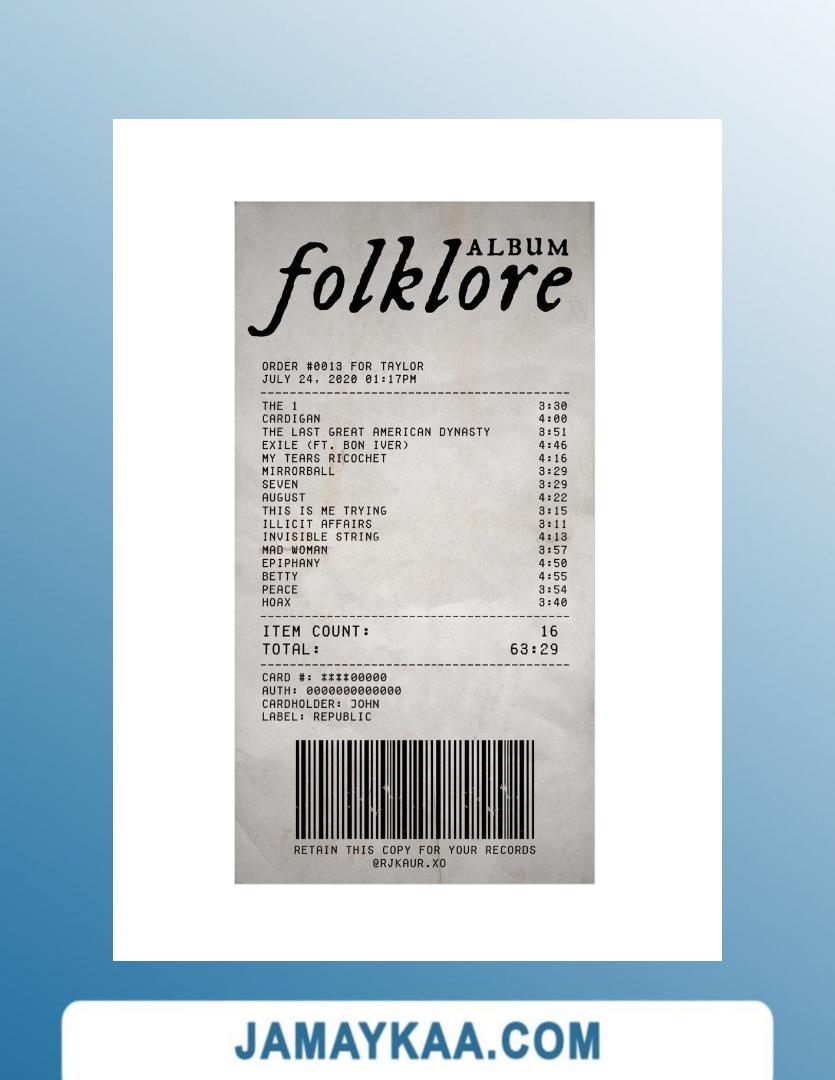 folklore ALBUM
ORDER #0013 FOR TAYLOR
JULY 24, 2020 01:17PM
THE 1 3:30
CARDIGAN 4:00
THE LAST GREAT AMERICAN DYNASTY 3:51
EXILE (FT. BON IVER) 4:46
MY TEARS RICOCHET 4:16
MIRRORBALL 3:29
SEVEN 3:29
AUGUST 4:22
THIS IS ME TRYING 3:15
ILLICIT AFFAIRS 3:11
INVISIBLE STRING 4:13
MAD WOMAN 3:57
EPIPHANY 4:50
BETTY 4:55
PEACE 3:54
HOAX 3:40
ITEM COUNT: 16
TOTAL: 63:29
CARD #: ****00000
AUTH: 0000000000000
CARDHOLDER: JOHN
LABEL: REPUBLIC
RETAIN THIS COPY FOR YOUR RECORDS
@RJKAUR.XO
JAMAYKAA.COM